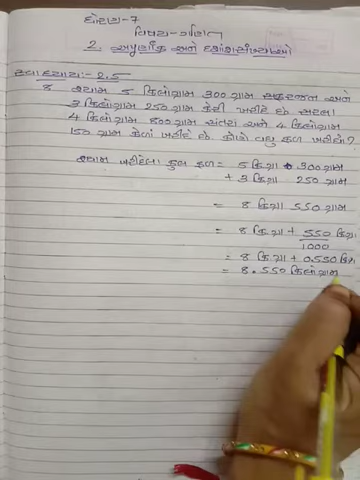 ધોરણ-7
વિષય-ગણિત
2. અપૂર્ણાંક અને દશાંશ સંખ્યાઓ
સ્વાધ્યાય:-2.5
8 શ્યામ 5 કિલોગ્રામ 300 ગ્રામ સફરજન અને
3 કિલોગ્રામ 250 ગ્રામ કેરી ખરીદે છે. સરલા
4 કિલોગ્રામ 800 ગ્રામ સંતરા અને 4 કિલોગ્રામ
150 ગ્રામ કેળાં ખરીદે છે. કોણે વધુ ફળ ખરીદ્યાં?
શ્યામે ખરીદેલા કુલ ફળ = 5 કિગ્રા 300 ગ્રામ
+ 3 કિગ્રા 250 ગ્રામ
= 8 કિગ્રા 550 ગ્રામ
= 8 કિગ્રા + 550 કિગ્રા
1000
= 8 કિગ્રા + 0.550 કિગ્રા
= 8.550 કિલોગ્રામ